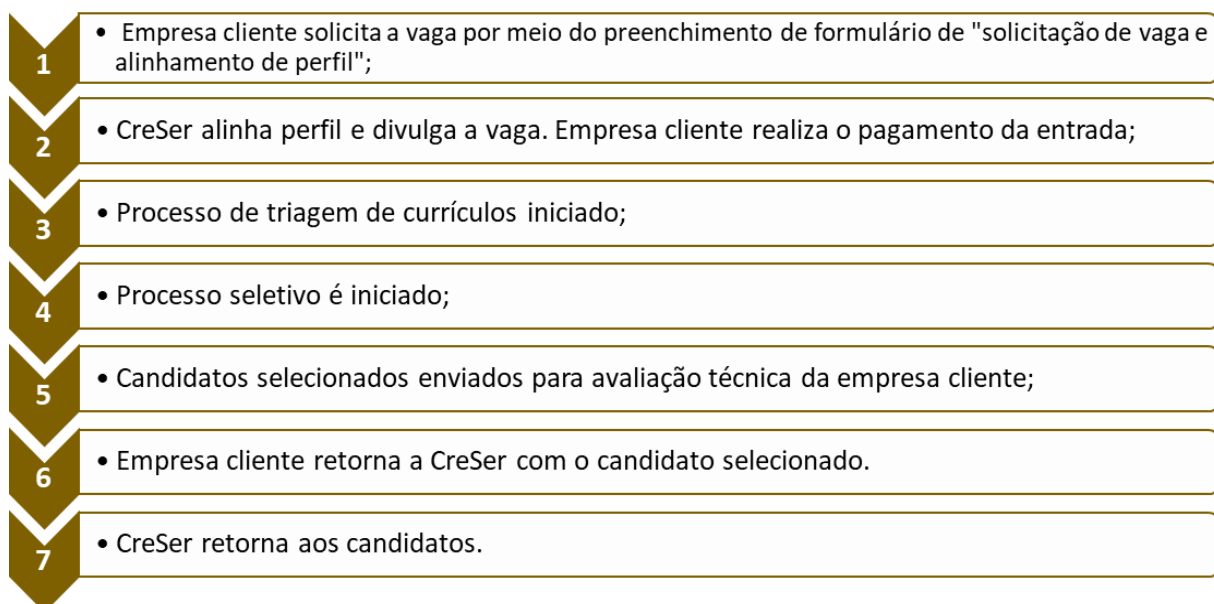 1
• Empresa cliente solicita a vaga por meio do preenchimento de formulário de "solicitação de vaga e
alinhamento de perfil";
2
• CreSer alinha perfil e divulga a vaga. Empresa cliente realiza o pagamento da entrada;
3
• Processo de triagem de currículos iniciado;
4
• Processo seletivo é iniciado;
5
• Candidatos selecionados enviados para avaliação técnica da empresa cliente;
6
• Empresa cliente retorna a CreSer com o candidato selecionado.
7
• CreSer retorna aos candidatos.